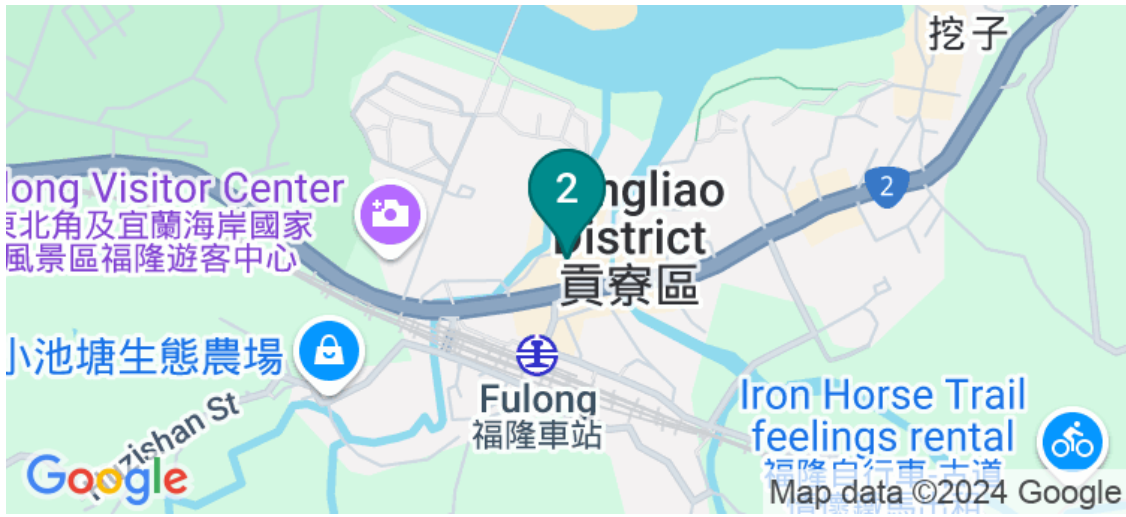 挖子
2
long Visitor Center
東北角及宜蘭海岸國家
風景區福隆遊客中心
2
ngliao
District
貢寮區
小池塘生態農場
Fulong
福隆車站
zishan St
Iron Horse Trail
feelings rental
福隆自行車-古道
Google
Map data ©2024 Google